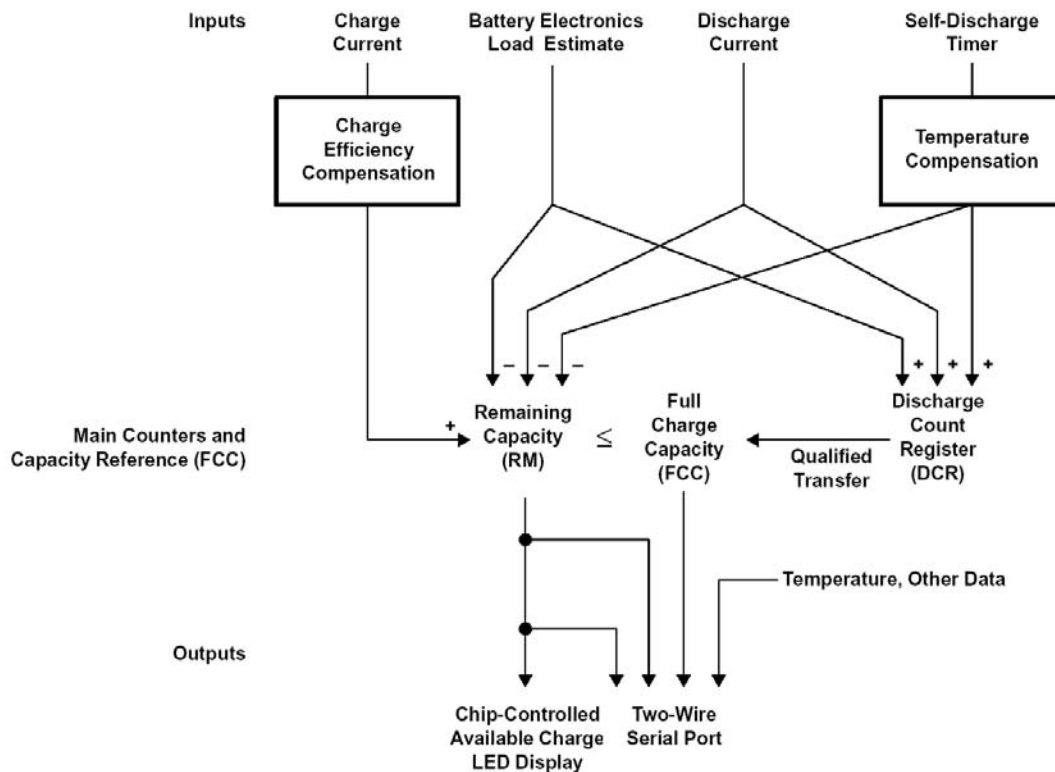 Inputs
Charge
Current
Battery Electronics
Load Estimate
Discharge
Current
Self-Discharge
Timer
Charge
Efficiency
Compensation
Temperature
Compensation
– – –
+ + +
Main Counters and
Capacity Reference (FCC)
+
Remaining
Capacity
(RM)
≤
Full
Charge
Capacity
(FCC)
Qualified
Transfer
Discharge
Count
Register
(DCR)
Temperature, Other Data
Outputs
Chip-Controlled
Available Charge
LED Display
Two-Wire
Serial Port